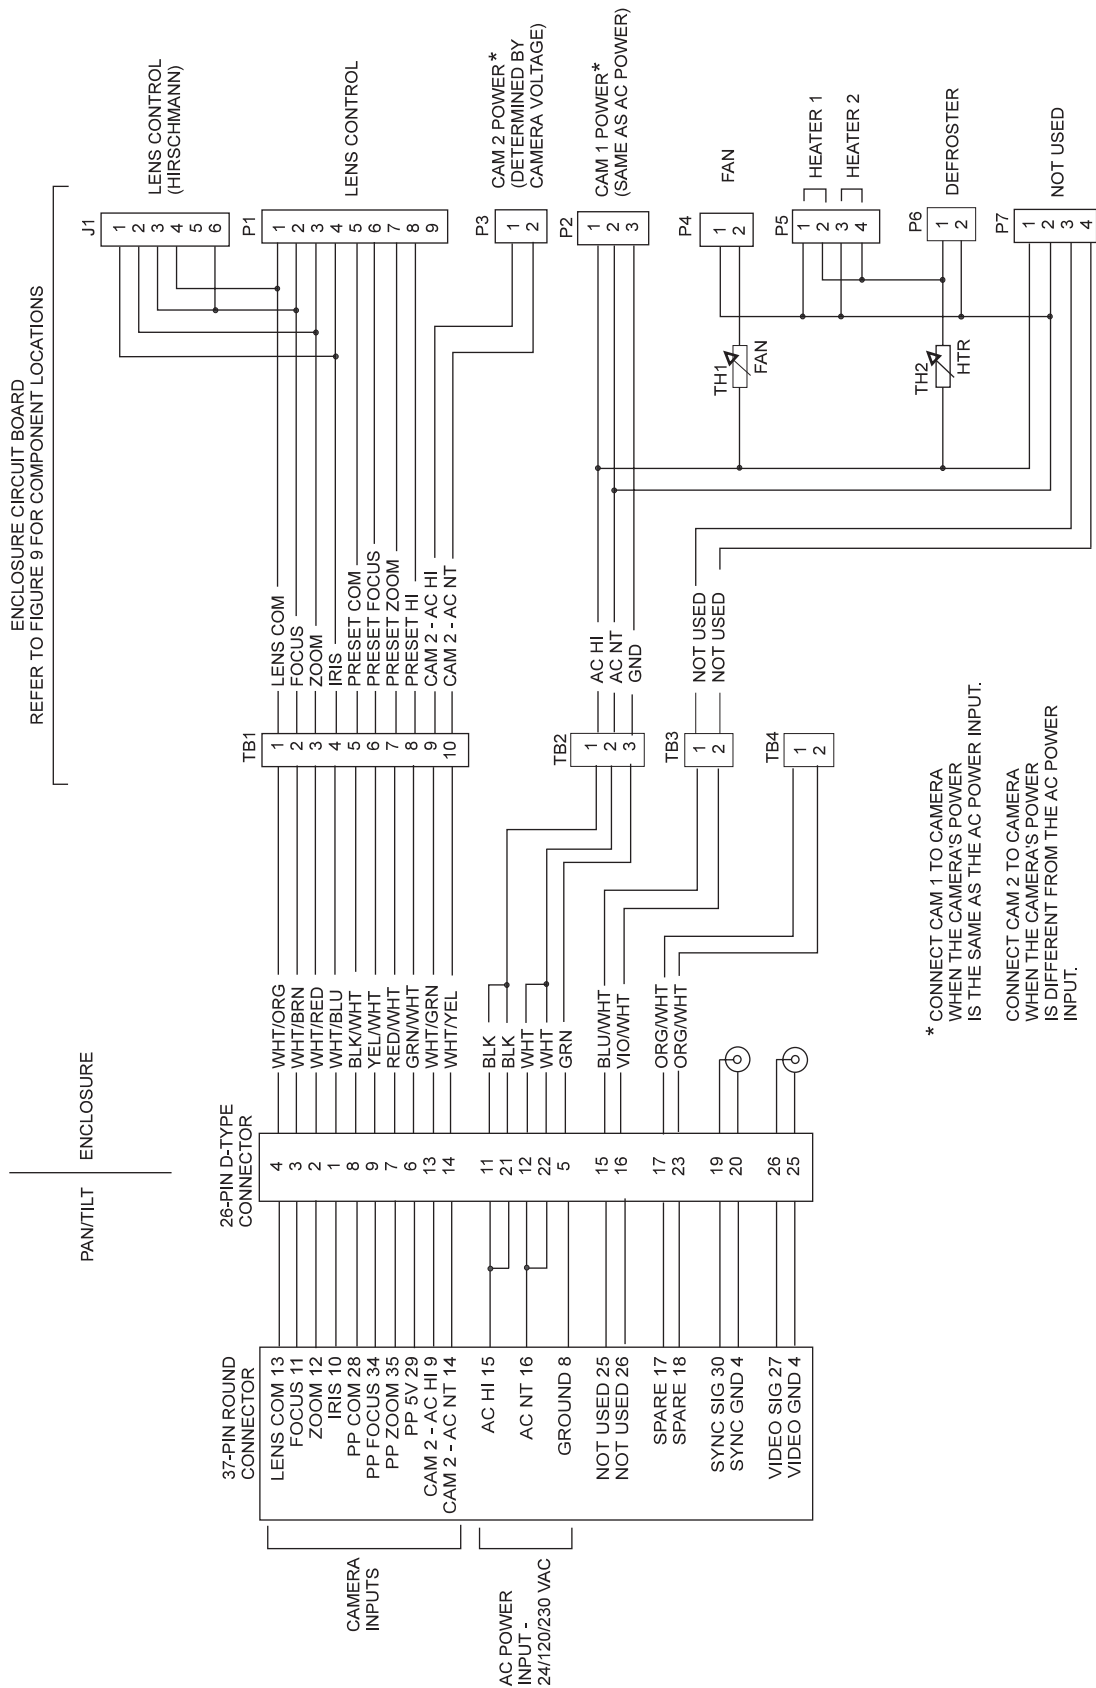 ENCLOSURE CIRCUIT BOARD
REFER TO FIGURE 9 FOR COMPONENT LOCATIONS
PAN/TILT
ENCLOSURE
37-PIN ROUND
CONNECTOR
26-PIN D-TYPE
CONNECTOR
CAMERA
INPUTS
AC POWER
INPUT -
24/120/230 VAC
LENS COM 13
FOCUS 11
ZOOM 12
IRIS 10
PP COM 28
PP FOCUS 34
PP ZOOM 35
PP 5V 29
CAM 2 - AC HI 9
CAM 2 - AC NT 14
AC HI 15
AC NT 16
GROUND 8
NOT USED 25
NOT USED 26
SPARE 17
SPARE 18
SYNC SIG 30
SYNC GND 4
VIDEO SIG 27
VIDEO GND 4
4
3
2
1
8
9
7
6
13
14
11
21
12
22
5
15
16
17
23
19
20
26
25
WHT/ORG
WHT/BRN
WHT/RED
WHT/BLU
BLK/WHT
YEL/WHT
RED/WHT
GRN/WHT
WHT/GRN
WHT/YEL
BLK
BLK
WHT
WHT
GRN
BLU/WHT
VIO/WHT
ORG/WHT
ORG/WHT
TB1
1
2
3
4
5
6
7
8
9
10
TB2
1
2
3
TB3
1
2
TB4
1
2
LENS COM
FOCUS
ZOOM
IRIS
PRESET COM
PRESET FOCUS
PRESET ZOOM
PRESET HI
CAM 2 - AC HI
CAM 2 - AC NT
AC HI
AC NT
GND
NOT USED
NOT USED
TH1
FAN
TH2
HTR
J1
1
2
3
4
5
6
LENS CONTROL
(HIRSCHMANN)
P1
1
2
3
4
5
6
7
8
9
LENS CONTROL
P3
1
2
CAM 2 POWER*
(DETERMINED BY
CAMERA VOLTAGE)
P2
1
2
3
CAM 1 POWER*
(SAME AS AC POWER)
P4
1
2
FAN
P5
1
2
3
4
HEATER 1
HEATER 2
P6
1
2
DEFROSTER
P7
1
2
3
4
NOT USED
* CONNECT CAM 1 TO CAMERA
WHEN THE CAMERA'S POWER
IS THE SAME AS THE AC POWER INPUT.
CONNECT CAM 2 TO CAMERA
WHEN THE CAMERA'S POWER
IS DIFFERENT FROM THE AC POWER
INPUT.